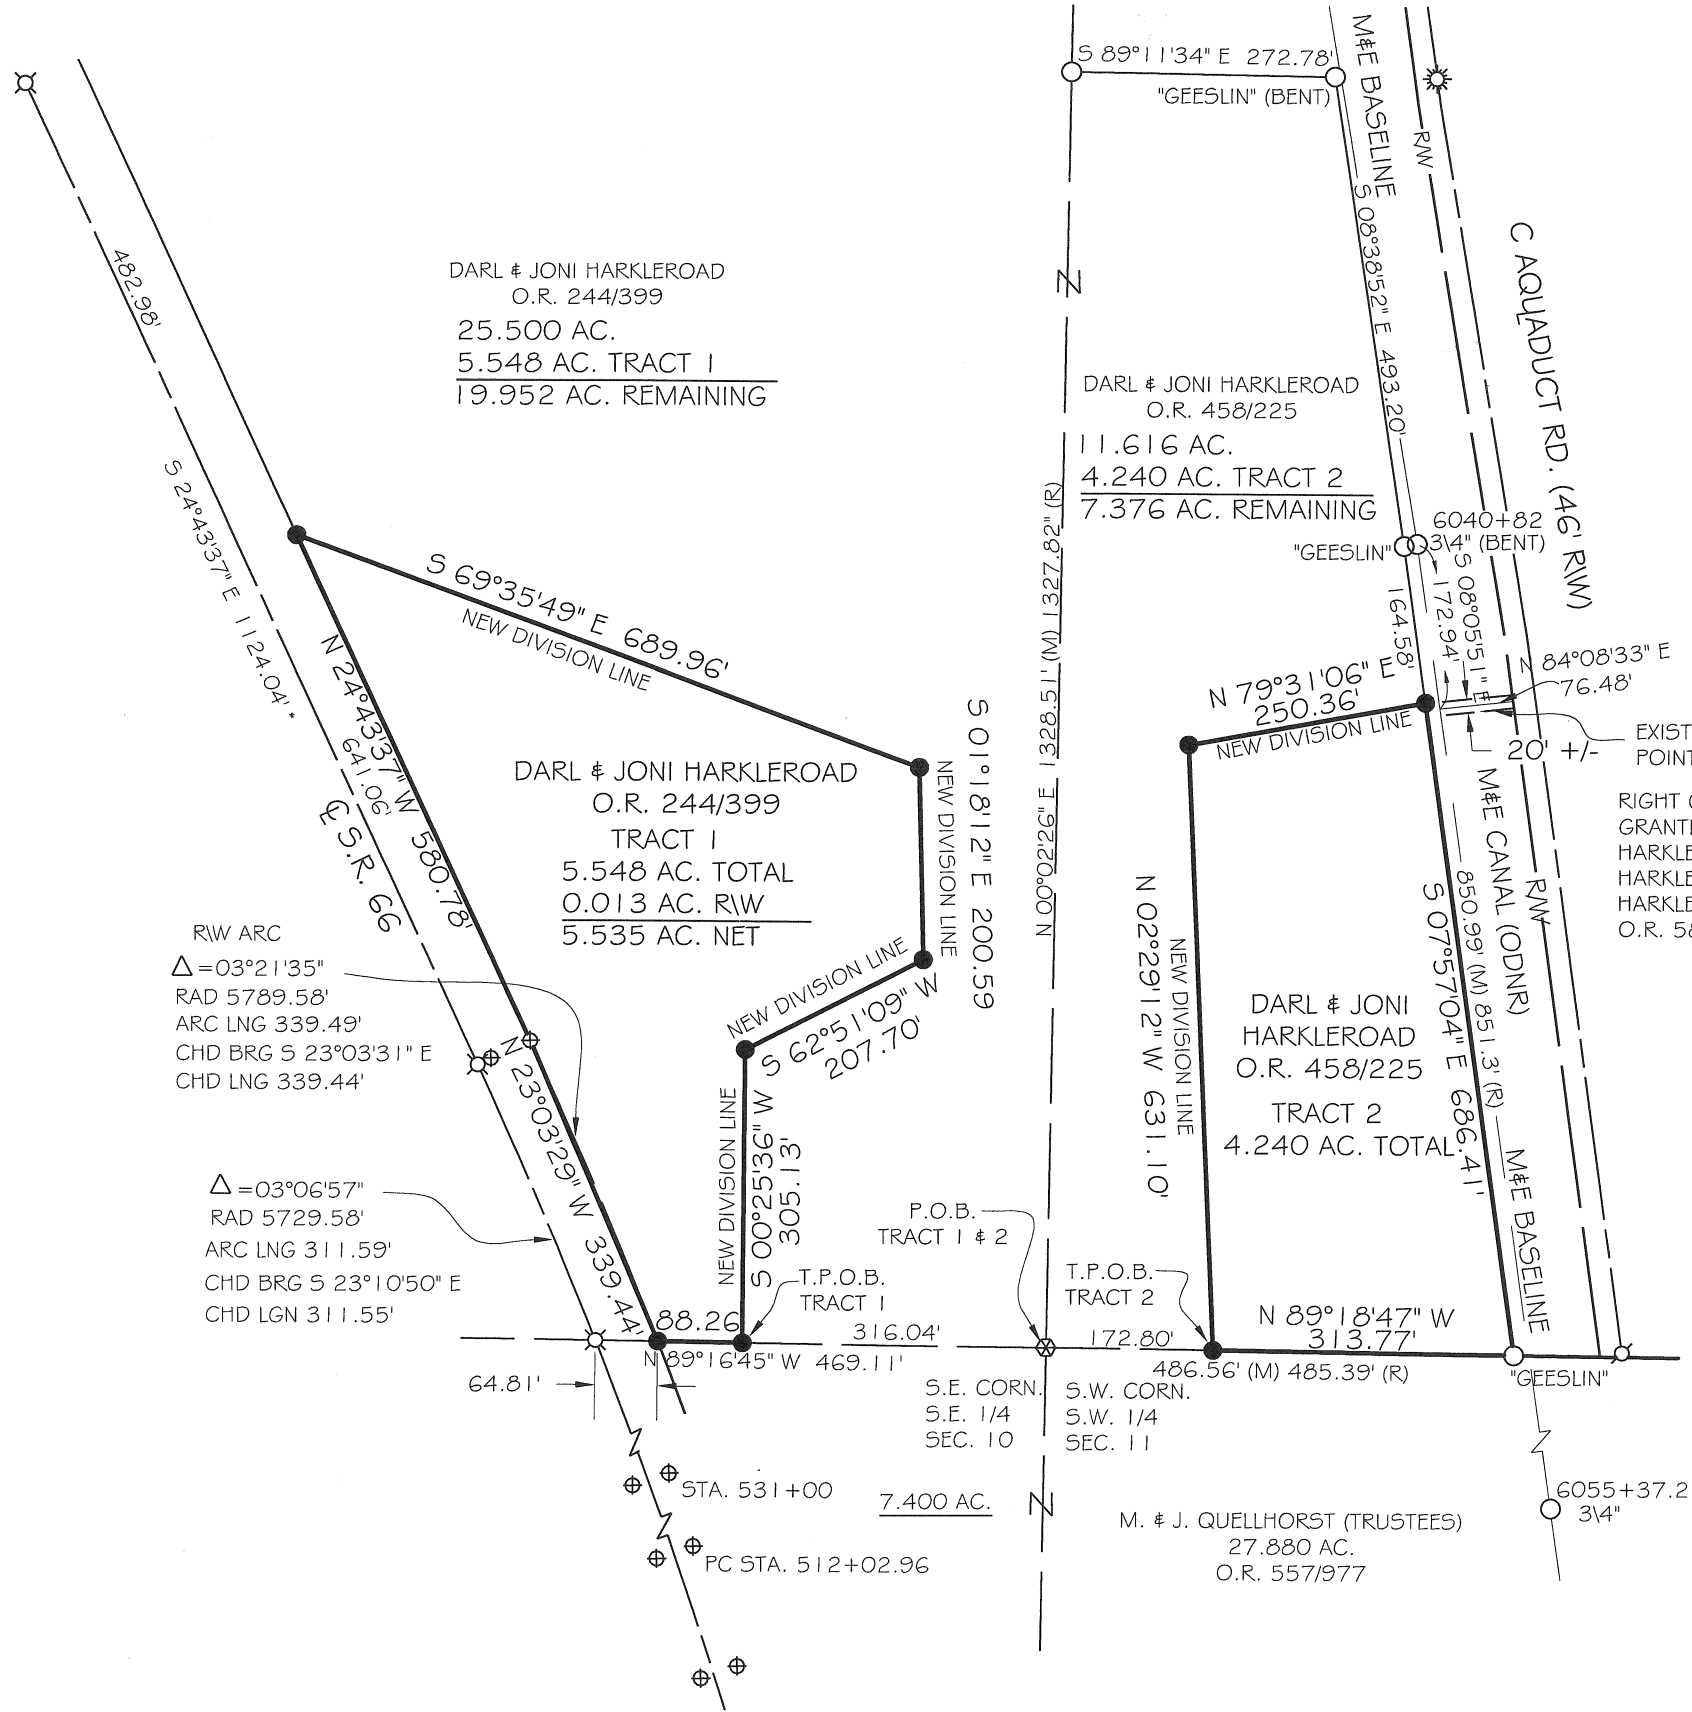 S 89°11'34" E 272.78'
"GEESLIN" (BENT)
M&E BASELINE
R\W
C AQUADUCT RD. (46' R\W)
S 08°38'52" E 493.20'
482.98'
S 24°43'37" E 1124.04' *
DARL & JONI HARKLEROAD
O.R. 244/399
25.500 AC.
5.548 AC. TRACT 1
19.952 AC. REMAINING
DARL & JONI HARKLEROAD
O.R. 458/225
11.616 AC.
4.240 AC. TRACT 2
7.376 AC. REMAINING
6040+82
3\4" (BENT)
"GEESLIN"
S 08°05'51" E
172.94'
164.58'
N 84°08'33" E
76.48'
20' +/-
EXIST
POINT
RIGHT
GRANTE
HARKLE
HARKLE
HARKLE
O.R.
N 79°31'06" E
250.36'
NEW DIVISION LINE
S 69°35'49" E 689.96'
NEW DIVISION LINE
N 24°43'37" W 580.78'
641.06'
℄ S.R. 66
DARL & JONI HARKLEROAD
O.R. 244/399
TRACT 1
5.548 AC. TOTAL
0.013 AC. R\W
5.535 AC. NET
NEW DIVISION LINE
S 01°18'12" E 200.59
N 00°02'26" E 1328.51' (M) 1327.82" (R)
N 02°29'12" W 631.10'
NEW DIVISION LINE
DARL & JONI
HARKLEROAD
O.R. 458/225
TRACT 2
4.240 AC. TOTAL
S 07°57'04" E 686.41'
850.99' (M) 851.3' (R)
M&E CANAL (ODNR)
R/W
M&E BASELINE
R\W ARC
Δ=03°21'35"
RAD 5789.58'
ARC LNG 339.49'
CHD BRG S 23°03'31" E
CHD LNG 339.44'
NEW DIVISION LINE
S 62°51'09" W
207.70'
N 23°03'29" W 339.44'
NEW DIVISION LINE
S 00°25'36" W
305.13'
Δ=03°06'57"
RAD 5729.58'
ARC LNG 311.59'
CHD BRG S 23°10'50" E
CHD LGN 311.55'
P.O.B.
TRACT 1 & 2
T.P.O.B.
TRACT 1
T.P.O.B.
TRACT 2
88.26
316.04'
172.80'
N 89°18'47" W
313.77'
N 89°16'45" W 469.11'
486.56' (M) 485.39' (R)
"GEESLIN"
64.81'
S.E. CORN.
S.E. 1/4
SEC. 10
S.W. CORN.
S.W. 1/4
SEC. 11
STA. 531+00
7.400 AC.
PC STA. 512+02.96
M. & J. QUELLHORST (TRUSTEES)
27.880 AC.
O.R. 557/977
6055+37.2
3\4"